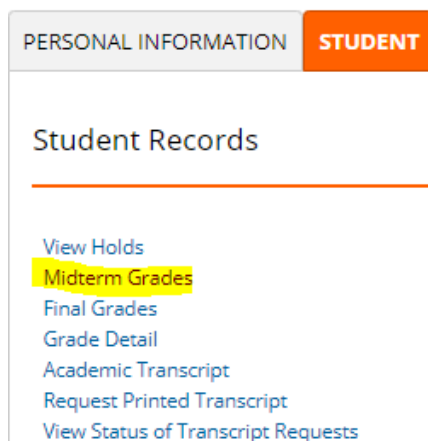 PERSONAL INFORMATION STUDENT
Student Records
View Holds
Midterm Grades
Final Grades
Grade Detail
Academic Transcript
Request Printed Transcript
View Status of Transcript Requests